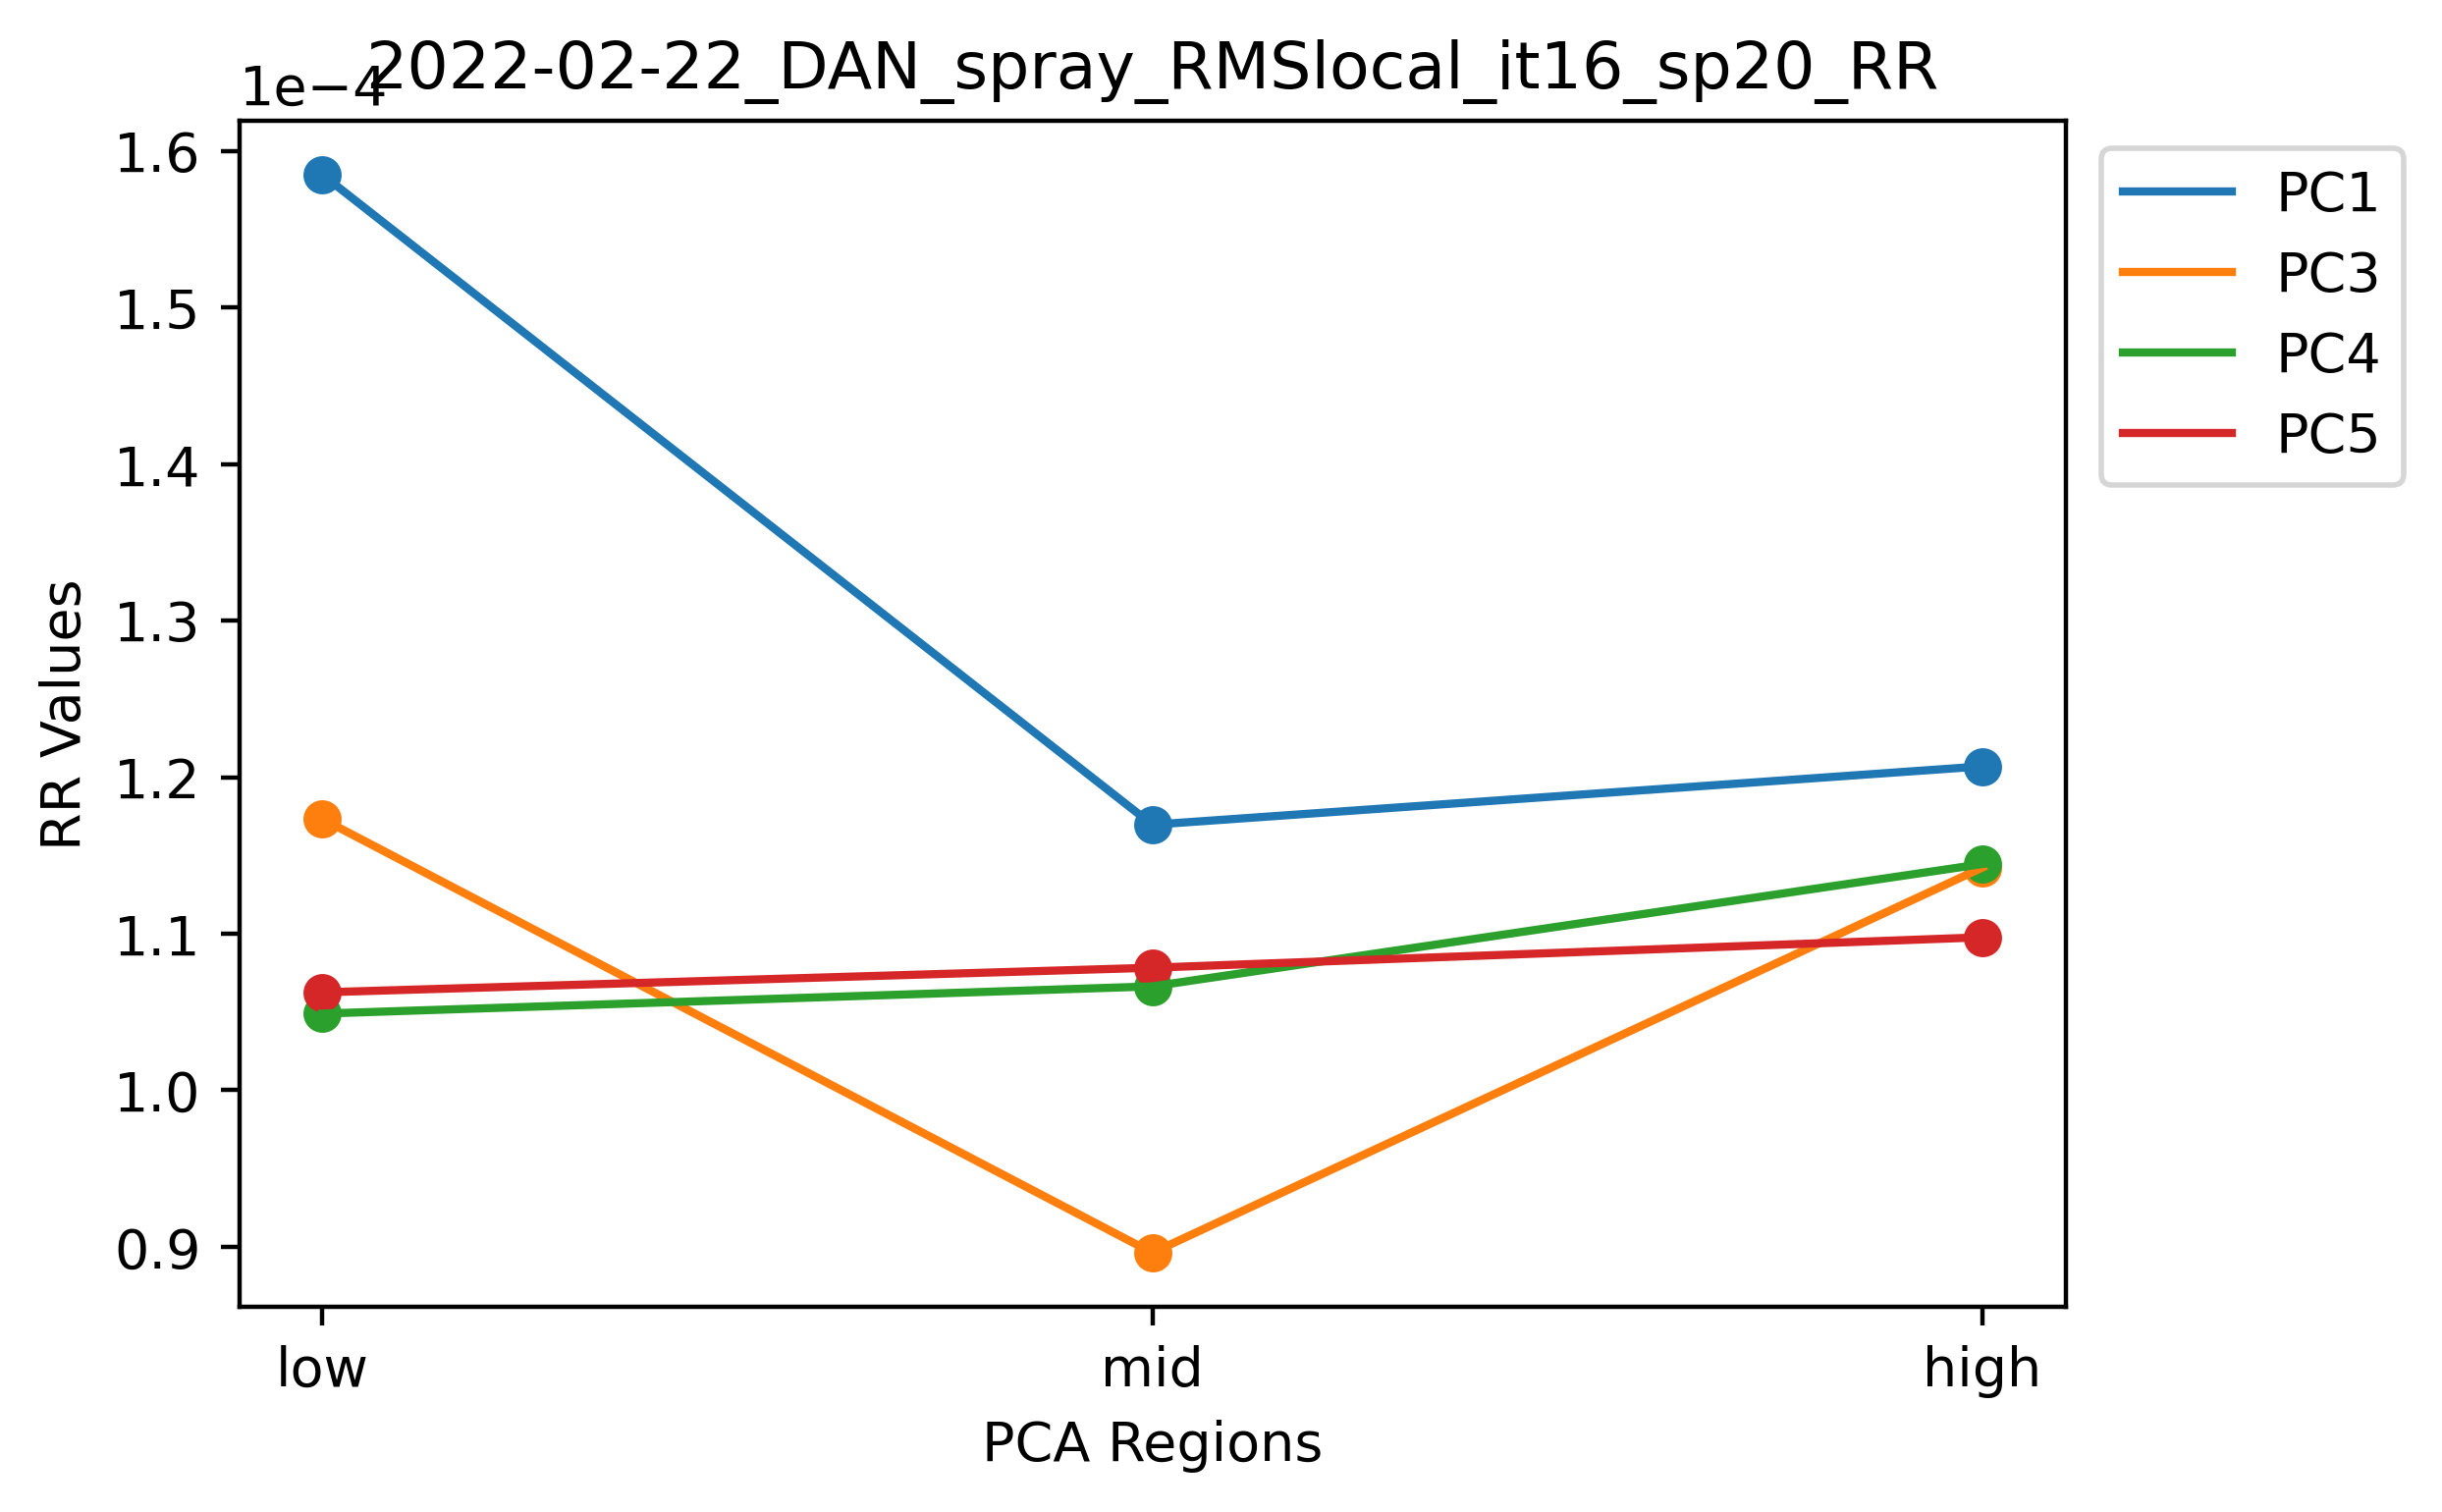 2022-02-22_DAN_spray_RMSlocal_it16_sp20_RR
1e−4
1.6
1.5
1.4
1.3
1.2
1.1
1.0
0.9
RR Values
low
mid
high
PCA Regions
PC1
PC3
PC4
PC5